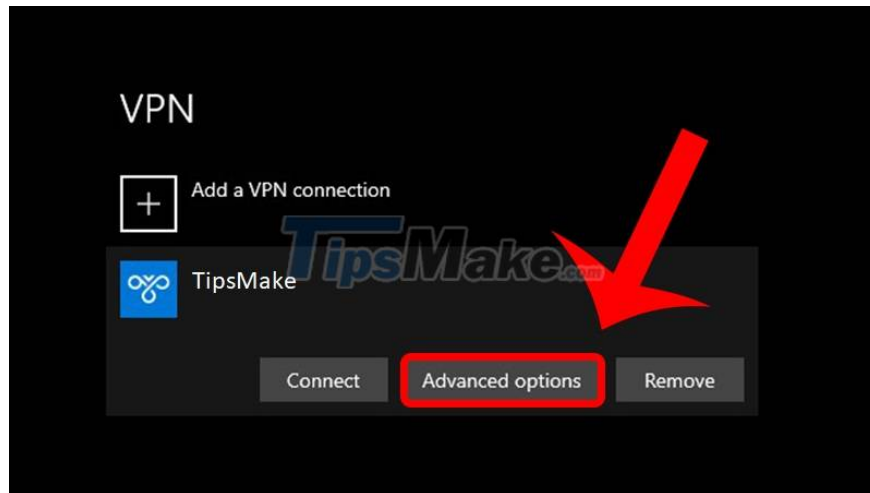 VPN
Add a VPN connection
TipsMake.com
TipsMake
Connect
Advanced options
Remove